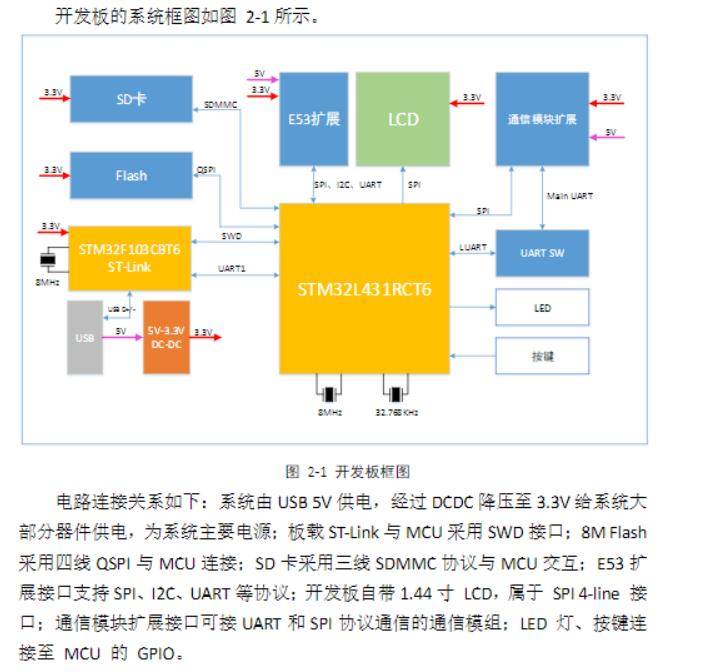 开发板的系统框图如图 2-1 所示。
3.3V
SD卡
SDMMC
5V
3.3V
E53扩展
LCD
3.3V
通信模块扩展
3.3V
5V
3.3V
Flash
QSPI
SPI、I2C、UART
SPI
SPI
Main UART
3.3V
STM32F103CBT6
ST-Link
8MHz
SWD
UART1
STM32L431RCT6
LUART
UART SW
USB D+/-
USB
5V
5V-3.3V
DC-DC
3.3V
LED
按键
8MHz
32.768KHz
图 2-1 开发板框图
电路连接关系如下：系统由 USB 5V 供电，经过 DCDC 降压至 3.3V 给系统大
部分器件供电，为系统主要电源；板载 ST-Link 与 MCU 采用 SWD 接口；8M Flash
采用四线 QSPI 与 MCU 连接；SD 卡采用三线 SDMMC 协议与 MCU 交互；E53 扩
展接口支持 SPI、I2C、UART 等协议；开发板自带 1.44 寸 LCD，属于 SPI 4-line 接
口；通信模块扩展接口可接 UART 和 SPI 协议通信的通信模组；LED 灯、按键连
接至 MCU 的 GPIO。